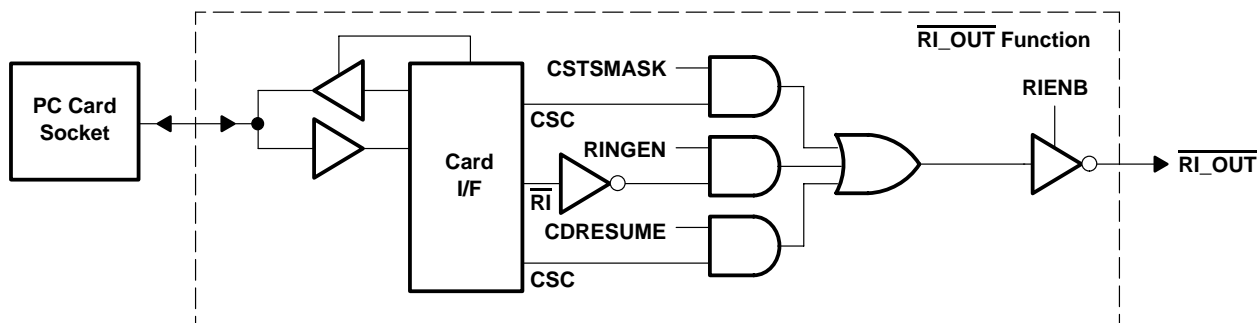 RI_OUT Function
CSTSMASK
RIENB
PC Card
Socket
CSC
Card
I/F
RINGEN
RI
RI_OUT
CDRESUME
CSC